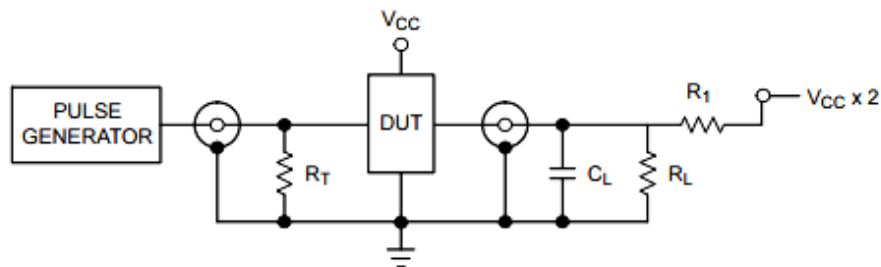 VCC
PULSE
GENERATOR
DUT
R1
VCC x 2
RT
CL
RL